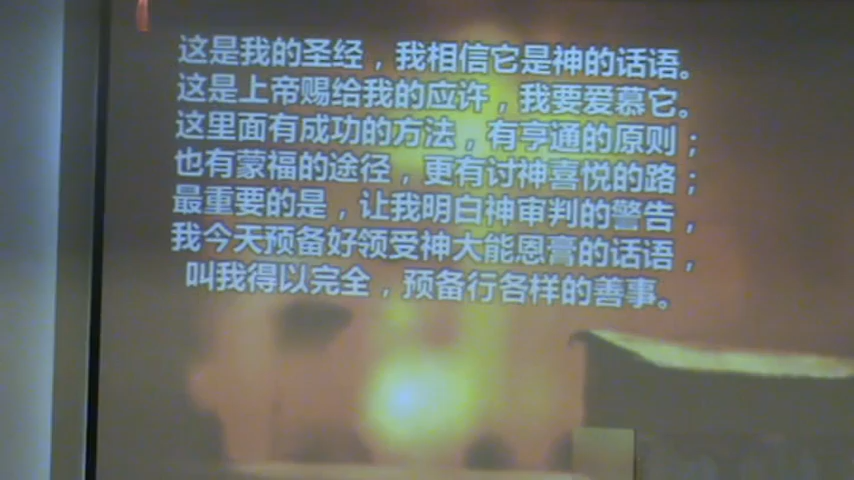 这是我的圣经，我相信它是神的话语。
这是上帝赐给我的应许，我要爱慕它。
这里面有成功的方法，有亨通的原则；
也有蒙福的途径，更有讨神喜悦的路；
最重要的是，让我明白神审判的警告，
我今天预备好领受神大能恩膏的话语，
叫我得以完全，预备行各样的善事。